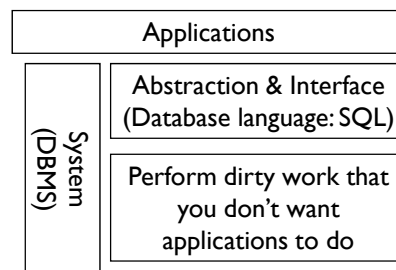 Applications
System
(DBMS)
Abstraction & Interface
(Database language: SQL)
Perform dirty work that
you don't want
applications to do